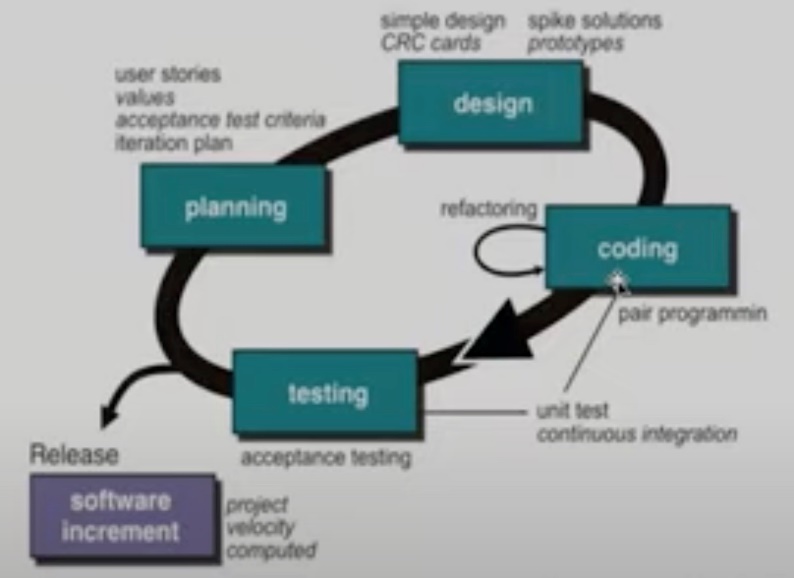 simple design
CRC cards
spike solutions
prototypes
user stories
values
acceptance test criteria
iteration plan
design
planning
refactoring
coding
pair programmin
testing
unit test
continuous integration
acceptance testing
Release
software
increment
project
velocity
computed